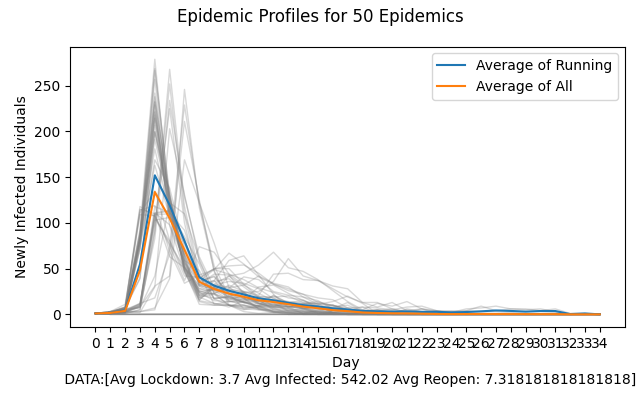 Epidemic Profiles for 50 Epidemics
Average of Running
Average of All
Newly Infected Individuals
250
200
150
100
50
0
0 1 2 3 4 5 6 7 8 9 10 11 12 13 14 15 16 17 18 19 20 21 22 23 24 25 26 27 28 29 30 31 32 33 34
Day
DATA:[Avg Lockdown: 3.7 Avg Infected: 542.02 Avg Reopen: 7.318181818181818]